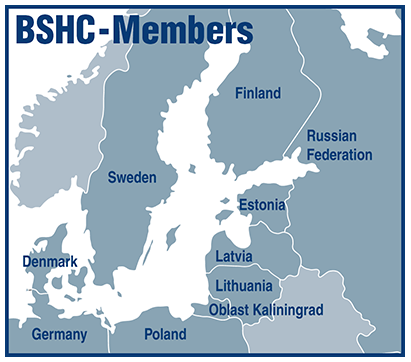 BSHC-Members
Finland
Russian
Federation
Sweden
Estonia
Denmark
Latvia
Lithuania
Oblast Kaliningrad
Germany
Poland